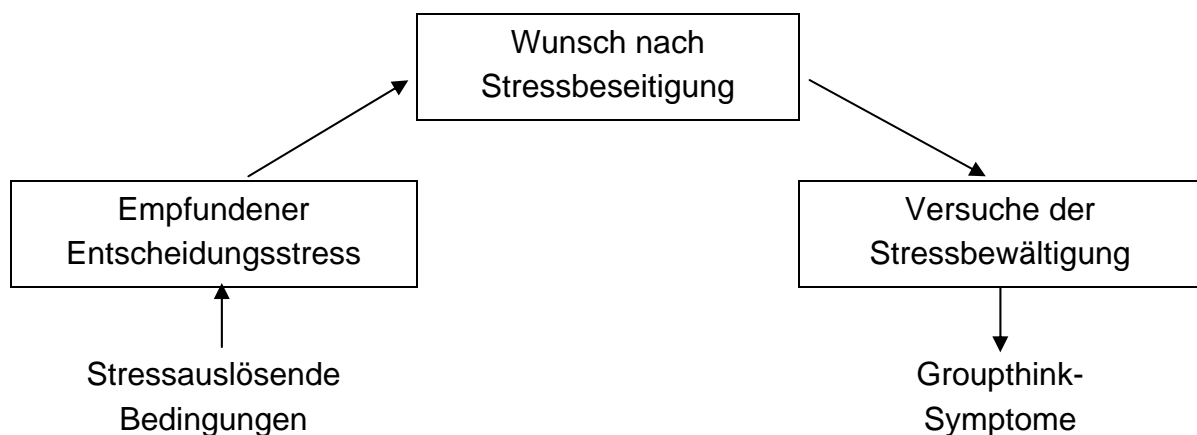 Wunsch nach
Stressbeseitigung
Empfundener
Entscheidungsstress
Versuche der
Stressbewältigung
Stressauslösende
Bedingungen
Groupthink-
Symptome